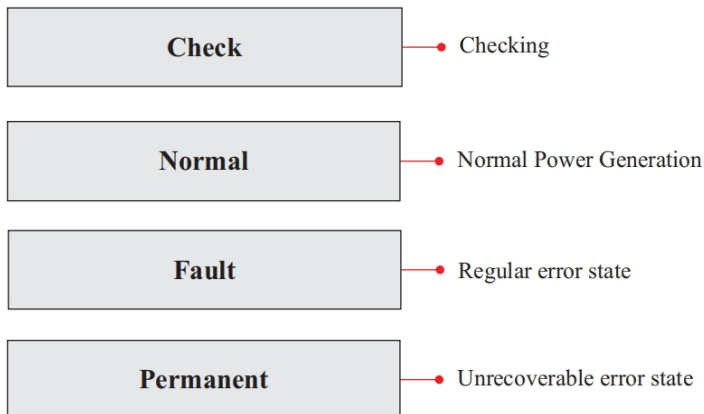 Check
Checking
Normal
Normal Power Generation
Fault
Regular error state
Permanent
Unrecoverable error state